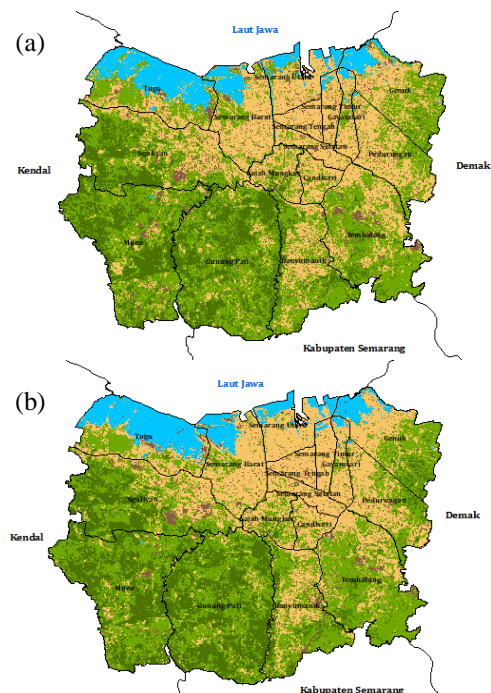 (a)
Laut Jawa
Semarang Utara
Tugu
Genuk
Semarang Timur
Semarang Barat
Gayamsari
Semarang Tengah
Semarang Selatan
Pedurungan
Ngaliyan
Gajah Mungkur
Candisari
Kendal
Demak
Tembalang
Mijen
Gunung Pati
Banyumanik
Kabupaten Semarang
(b)
Laut Jawa
Semarang Utara
Tugu
Genuk
Semarang Timur
Semarang Barat
Gayamsari
Semarang Tengah
Semarang Selatan
Pedurungan
Ngaliyan
Gajah Mungkur
Candisari
Demak
Kendal
Tembalang
Mijen
Gunung Pati
Banyumanik
Kabupaten Semarang